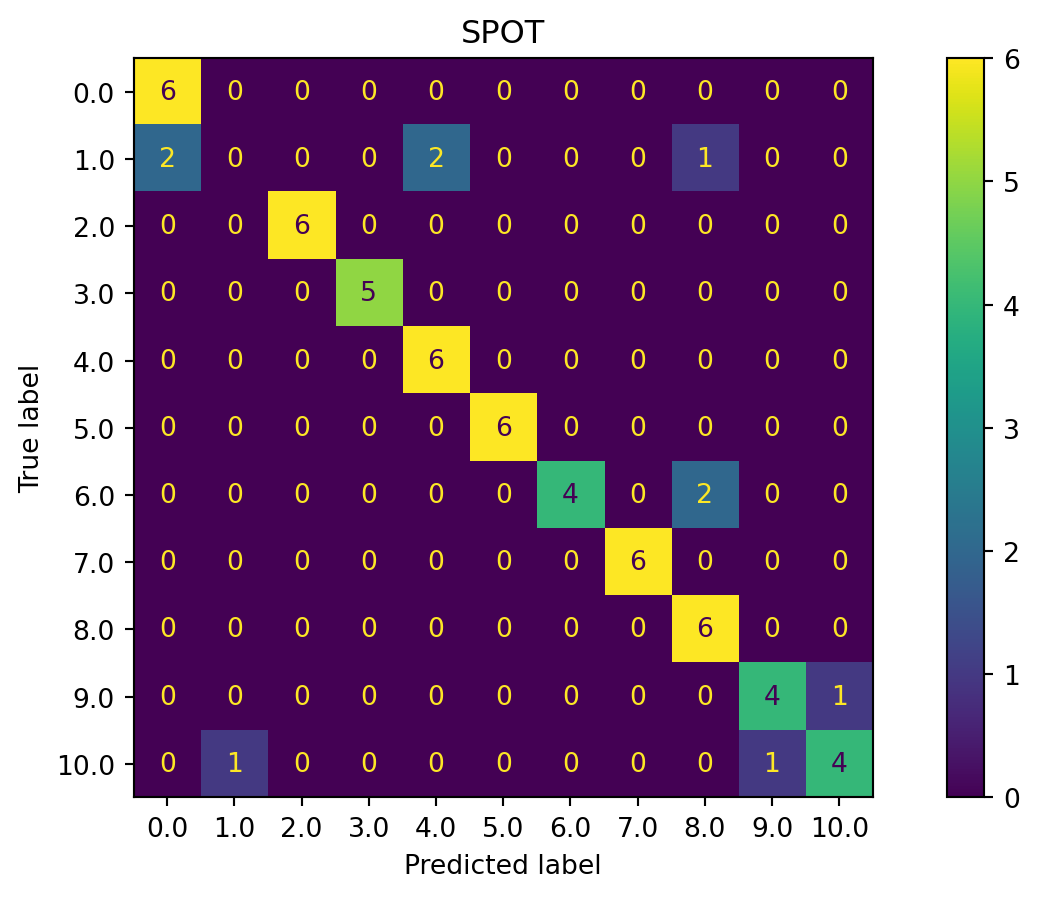 SPOT
0.0 6 0 0 0 0 0 0 0 0 0 0
1.0 2 0 0 0 2 0 0 0 1 0 0
2.0 0 0 6 0 0 0 0 0 0 0 0
3.0 0 0 0 5 0 0 0 0 0 0 0
4.0 0 0 0 0 6 0 0 0 0 0 0
5.0 0 0 0 0 0 6 0 0 0 0 0
6.0 0 0 0 0 0 0 4 0 2 0 0
7.0 0 0 0 0 0 0 0 6 0 0 0
8.0 0 0 0 0 0 0 0 0 6 0 0
9.0 0 0 0 0 0 0 0 0 0 4 1
10.0 0 1 0 0 0 0 0 0 0 1 4
0.0 1.0 2.0 3.0 4.0 5.0 6.0 7.0 8.0 9.0 10.0
Predicted label
True label
6
5
4
3
2
1
0